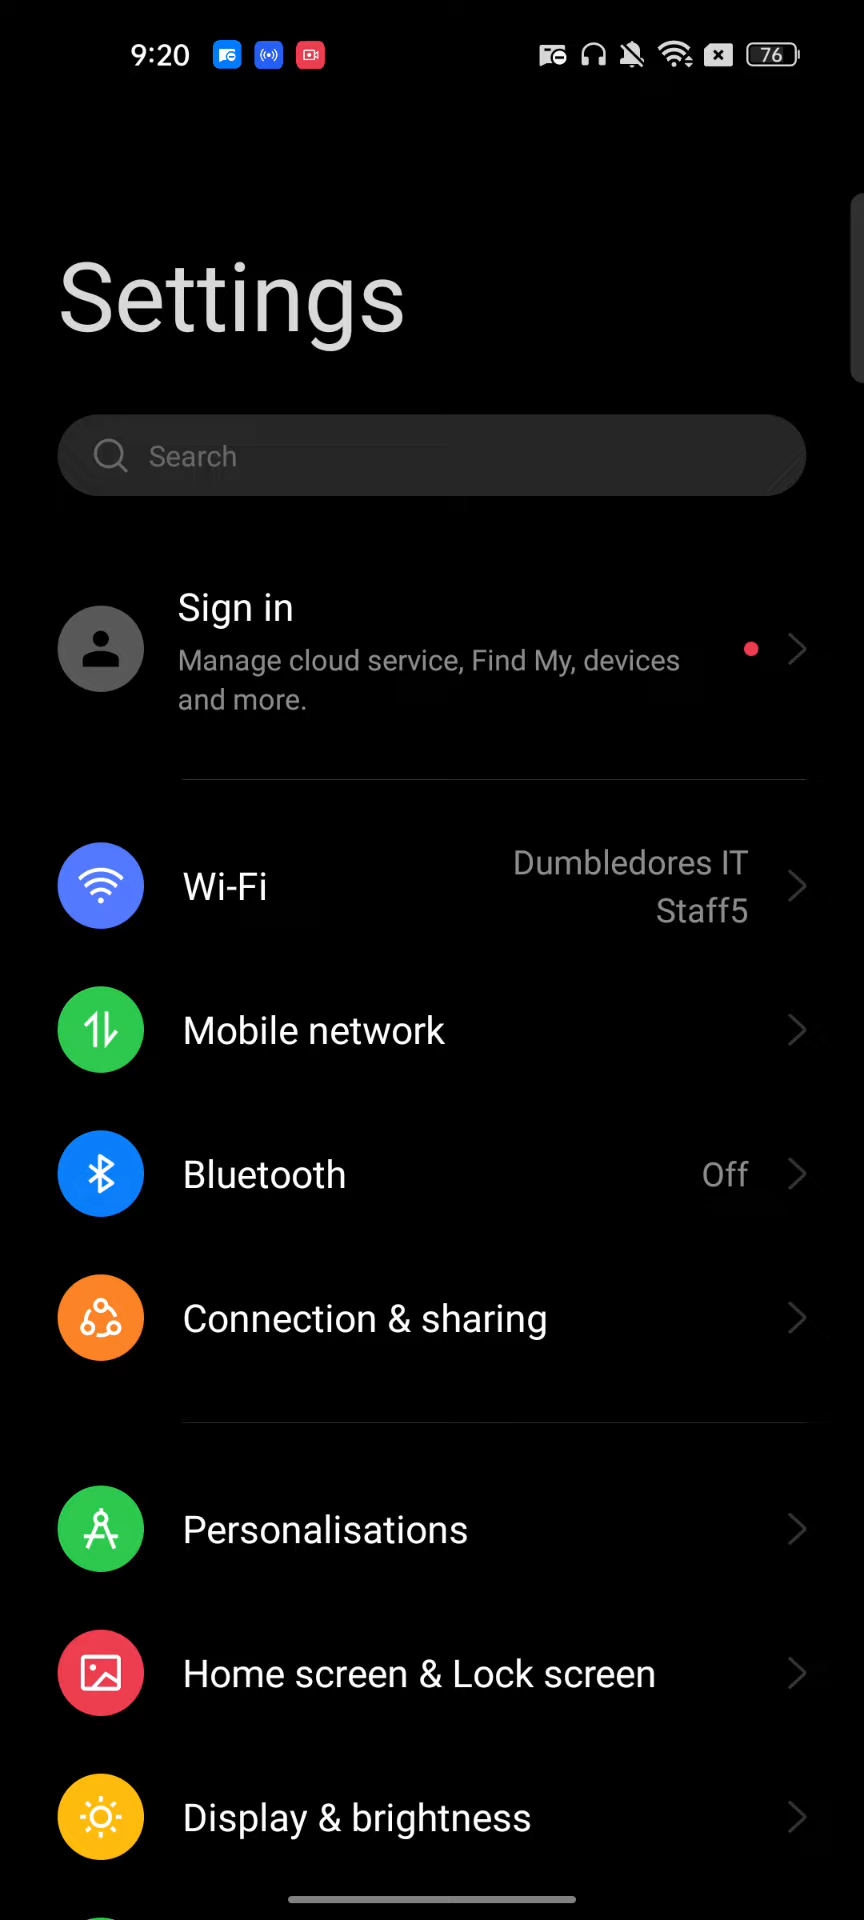 9:20
76
Settings
Search
Sign in
Manage cloud service, Find My, devices
and more.
Wi-Fi
Dumbledores IT
Staff5
Mobile network
Bluetooth
Off
Connection & sharing
Personalisations
Home screen & Lock screen
Display & brightness